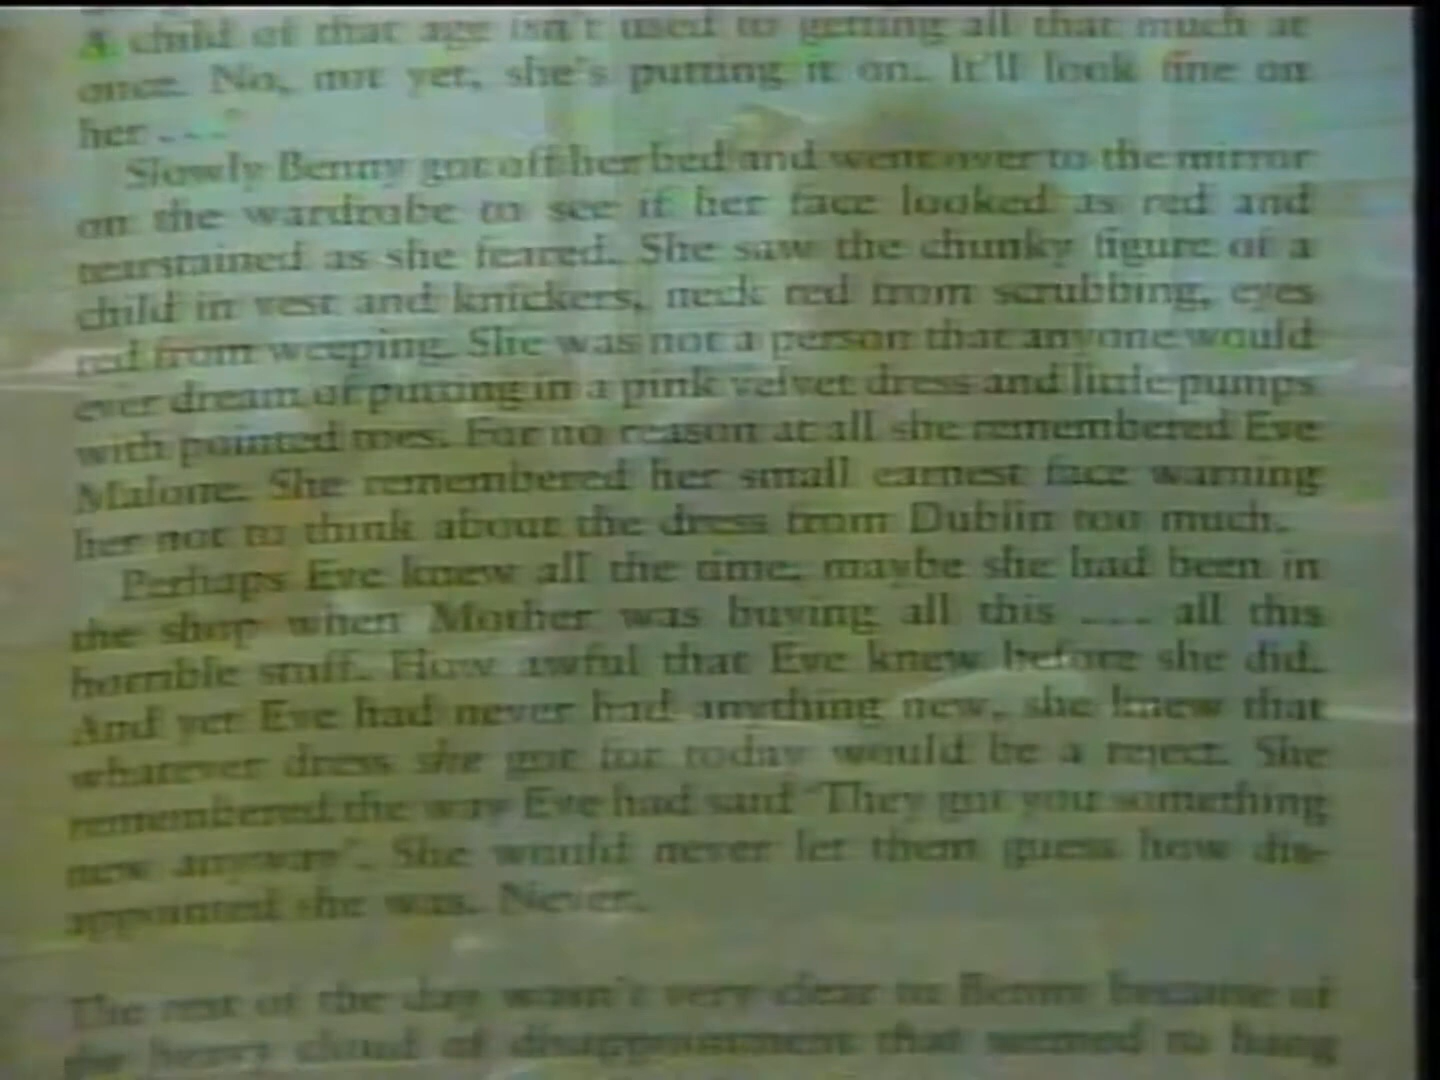 A child of that age isn't used to getting all that much at
once. No, not yet, she's putting it on. It'll look fine on
her . . . '
Slowly Benny got off her bed and went over to the mirror
on the wardrobe to see if her face looked as red and
tearstained as she feared. She saw the chunky figure of a
child in vest and knickers, neck red from scrubbing, eyes
red from weeping. She was not a person that anyone would
ever dream of putting in a pink velvet dress and little pumps
with pointed toes. For no reason at all she remembered Eve
Malone. She remembered her small earnest face warning
her not to think about the dress from Dublin too much.
Perhaps Eve knew all the time, maybe she had been in
the shop when Mother was buying all this . . . all this
horrible stuff. How awful that Eve knew before she did.
And yet Eve had never had anything new, she knew that
whatever dress she got for today would be a reject. She
remembered the way Eve had said 'They got you something
new anyway'. She would never let them guess how dis-
appointed she was. Never.
The rest of the day wasn't very clear to Benny because of
the heavy cloud of disappointment that seemed to hang